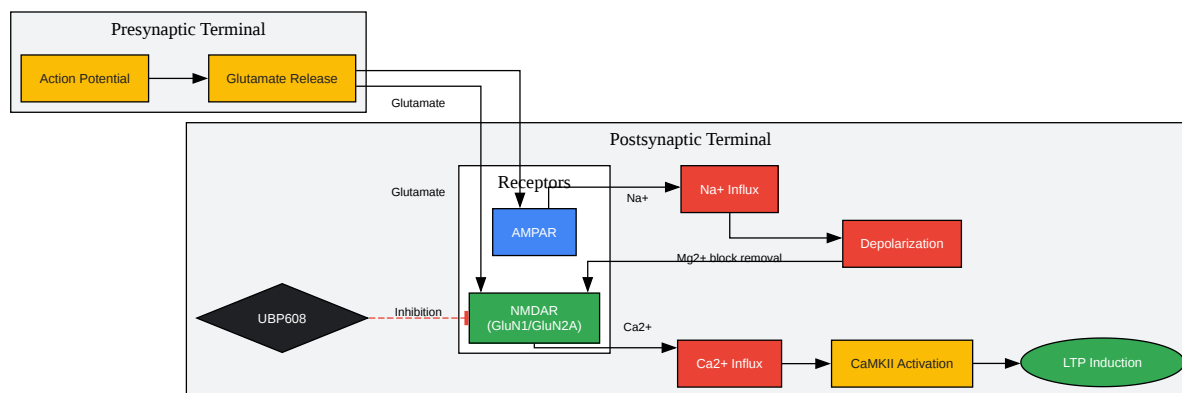 Presynaptic Terminal
Action Potential
Glutamate Release
Glutamate
Postsynaptic Terminal
Receptors
Glutamate
Na+
Na+ Influx
AMPAR
Depolarization
Mg2+ block removal
UBP608
Inhibition
NMDAR
(GluN1/GluN2A)
Ca2+
Ca2+ Influx
CaMKII Activation
LTP Induction